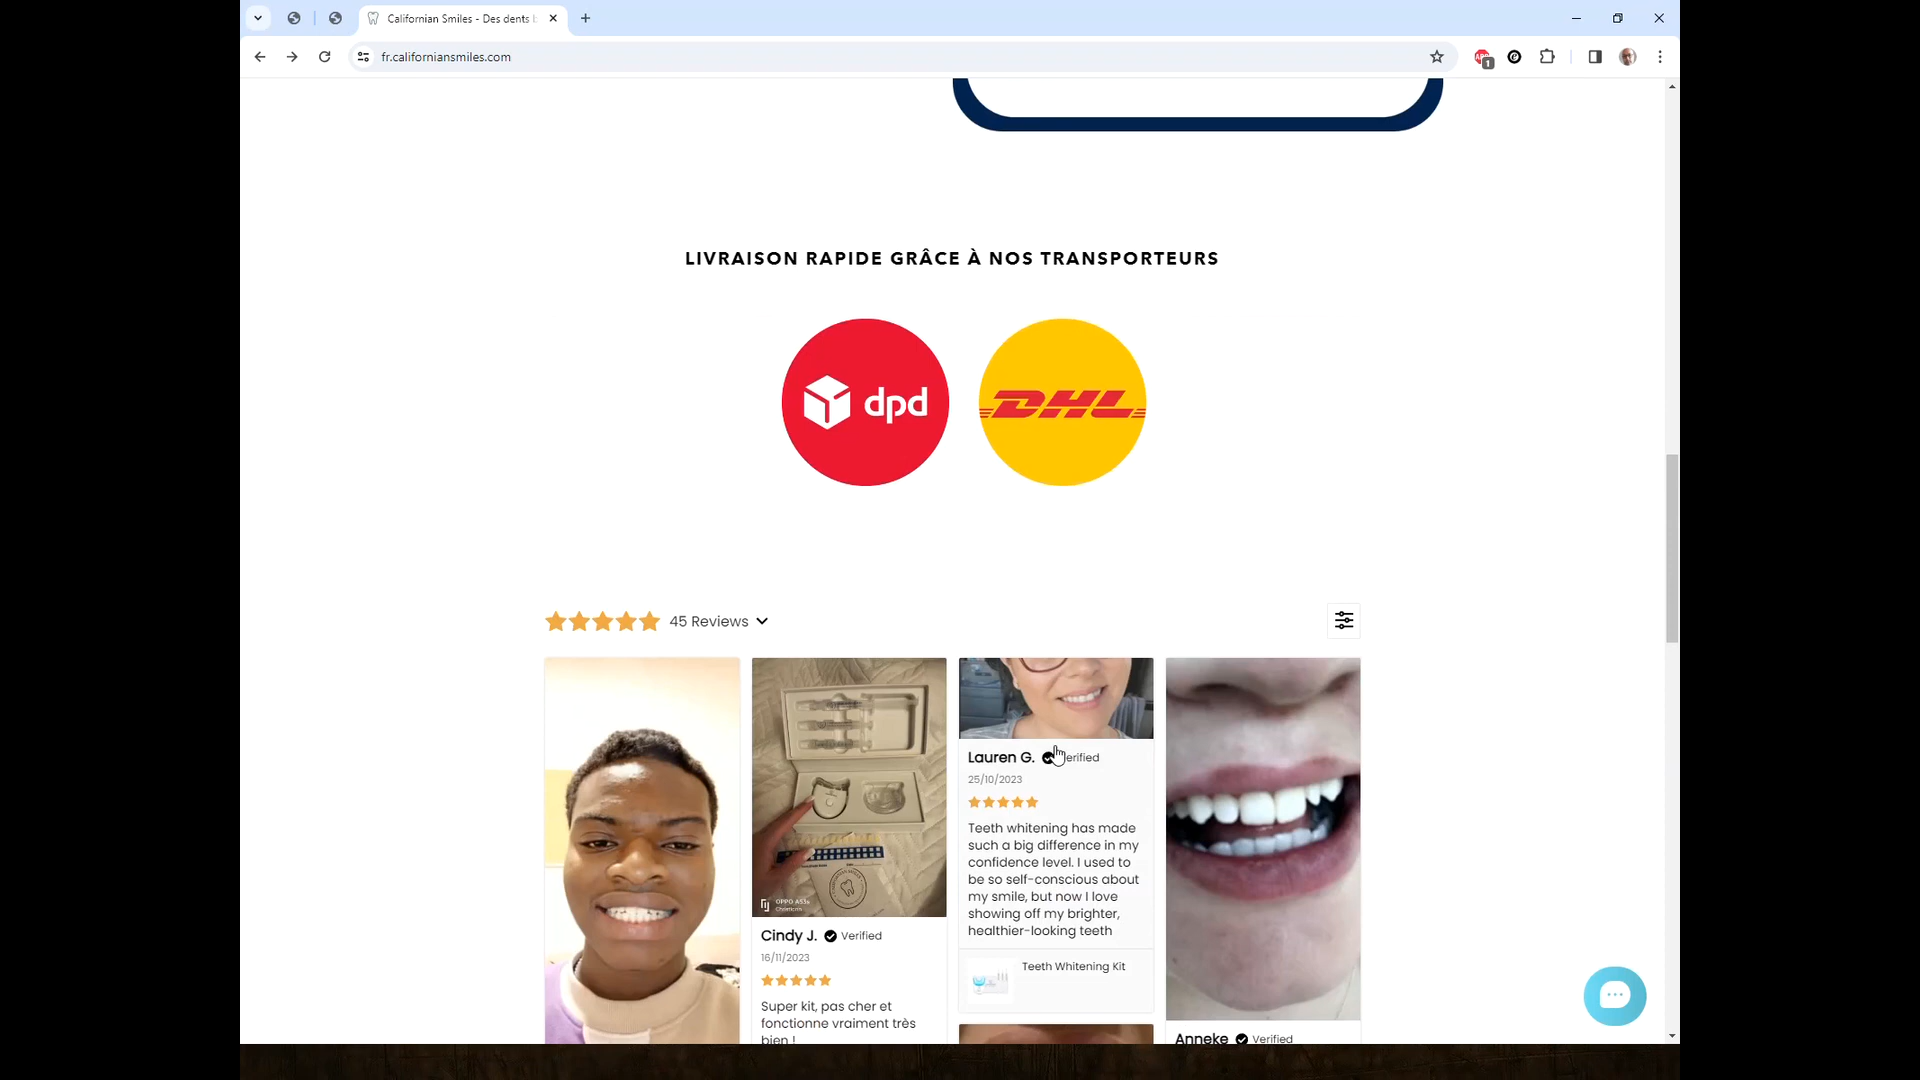 Californian Smiles - Des dents
fr.californiansmiles.com
1
LIVRAISON RAPIDE GRÂCE À NOS TRANSPORTEURS
dpd
DHL
45 Reviews
Lauren G.
25/10/2023
Teeth whitening has made
such a big difference in my
confidence level. I used to
be so self-conscious about
my smile, but now I love
showing off my brighter,
healthier-looking teeth
Teeth Whitening Kit
OPPO A53s
Cindy J. Verified
16/11/2023
Super kit, pas cher et
fonctionne vraiment très
bien !
Anneke Verified